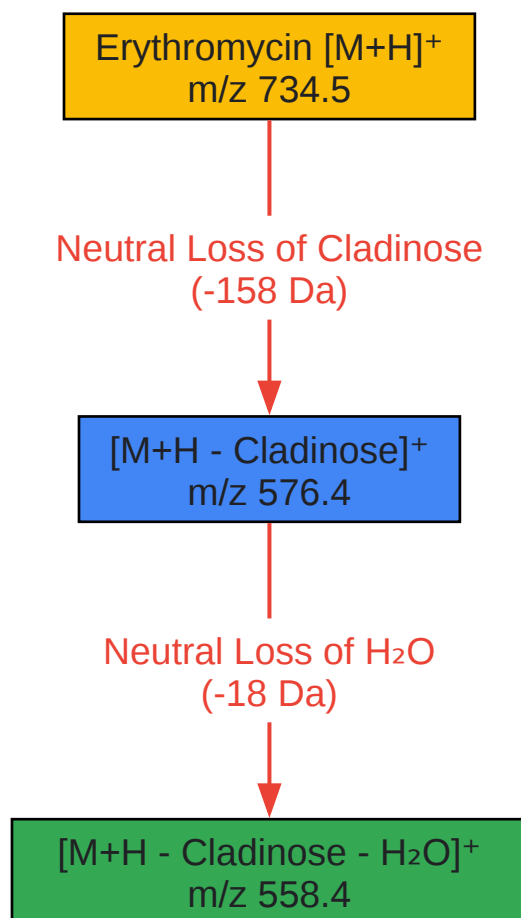 Erythromycin [M+H]⁺
m/z 734.5
Neutral Loss of Cladinose
(-158 Da)
[M+H - Cladinose]⁺
m/z 576.4
Neutral Loss of H₂O
(-18 Da)
[M+H - Cladinose - H₂O]⁺
m/z 558.4